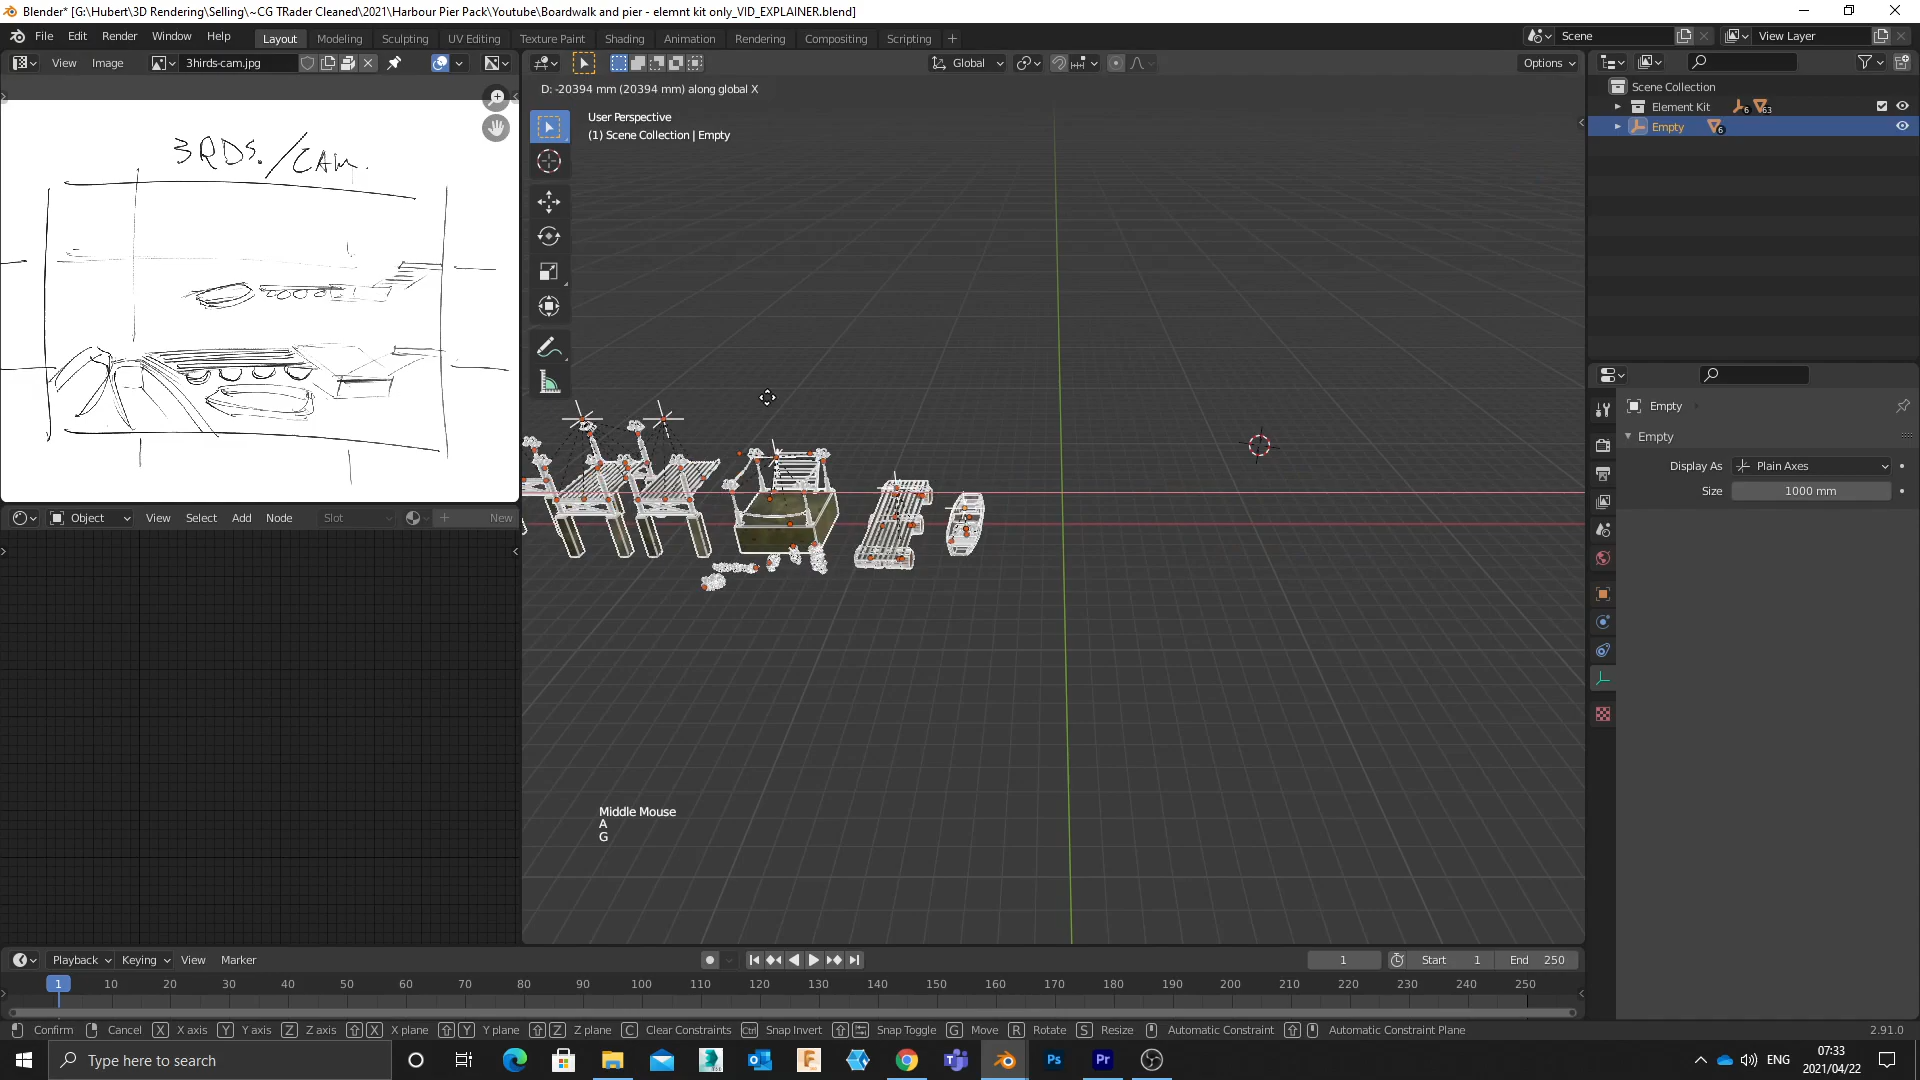 Blender* [G:\Hubert\3D Rendering\Selling\~CG TRader Cleaned\2021\Harbour Pier Pack\Youtube\Boardwalk and pier - elemnt kit only_VID_EXPLAINER.blend]
File Edit Render Window Help Layout Modeling Sculpting UV Editing Texture Paint Shading Animation Rendering Compositing Scripting Scene View Layer
View Image 3hirds-cam.jpg Global Options
D: -20394 mm (20394 mm) along global X
User Perspective
(1) Scene Collection | Empty
Scene Collection
Element Kit 6 63
Empty 6
3RDS./CAM.
Empty
Empty
Display As Plain Axes
Size 1000 mm
Object View Select Add Node Slot New
Middle Mouse
A
G
Playback Keying View Marker 1 Start 1 End 250
1 10 20 30 40 50 60 70 80 90 100 110 120 130 140 150 160 170 180 190 200 210 220 230 240 250
Confirm Cancel X X axis Y Y axis Z Z axis X X plane Y Y plane Z Z plane C Clear Constraints Ctrl Snap Invert Snap Toggle G Move R Rotate S Resize Automatic Constraint Automatic Constraint Plane 2.91.0
Type here to search
ENG
07:33
2021/04/22